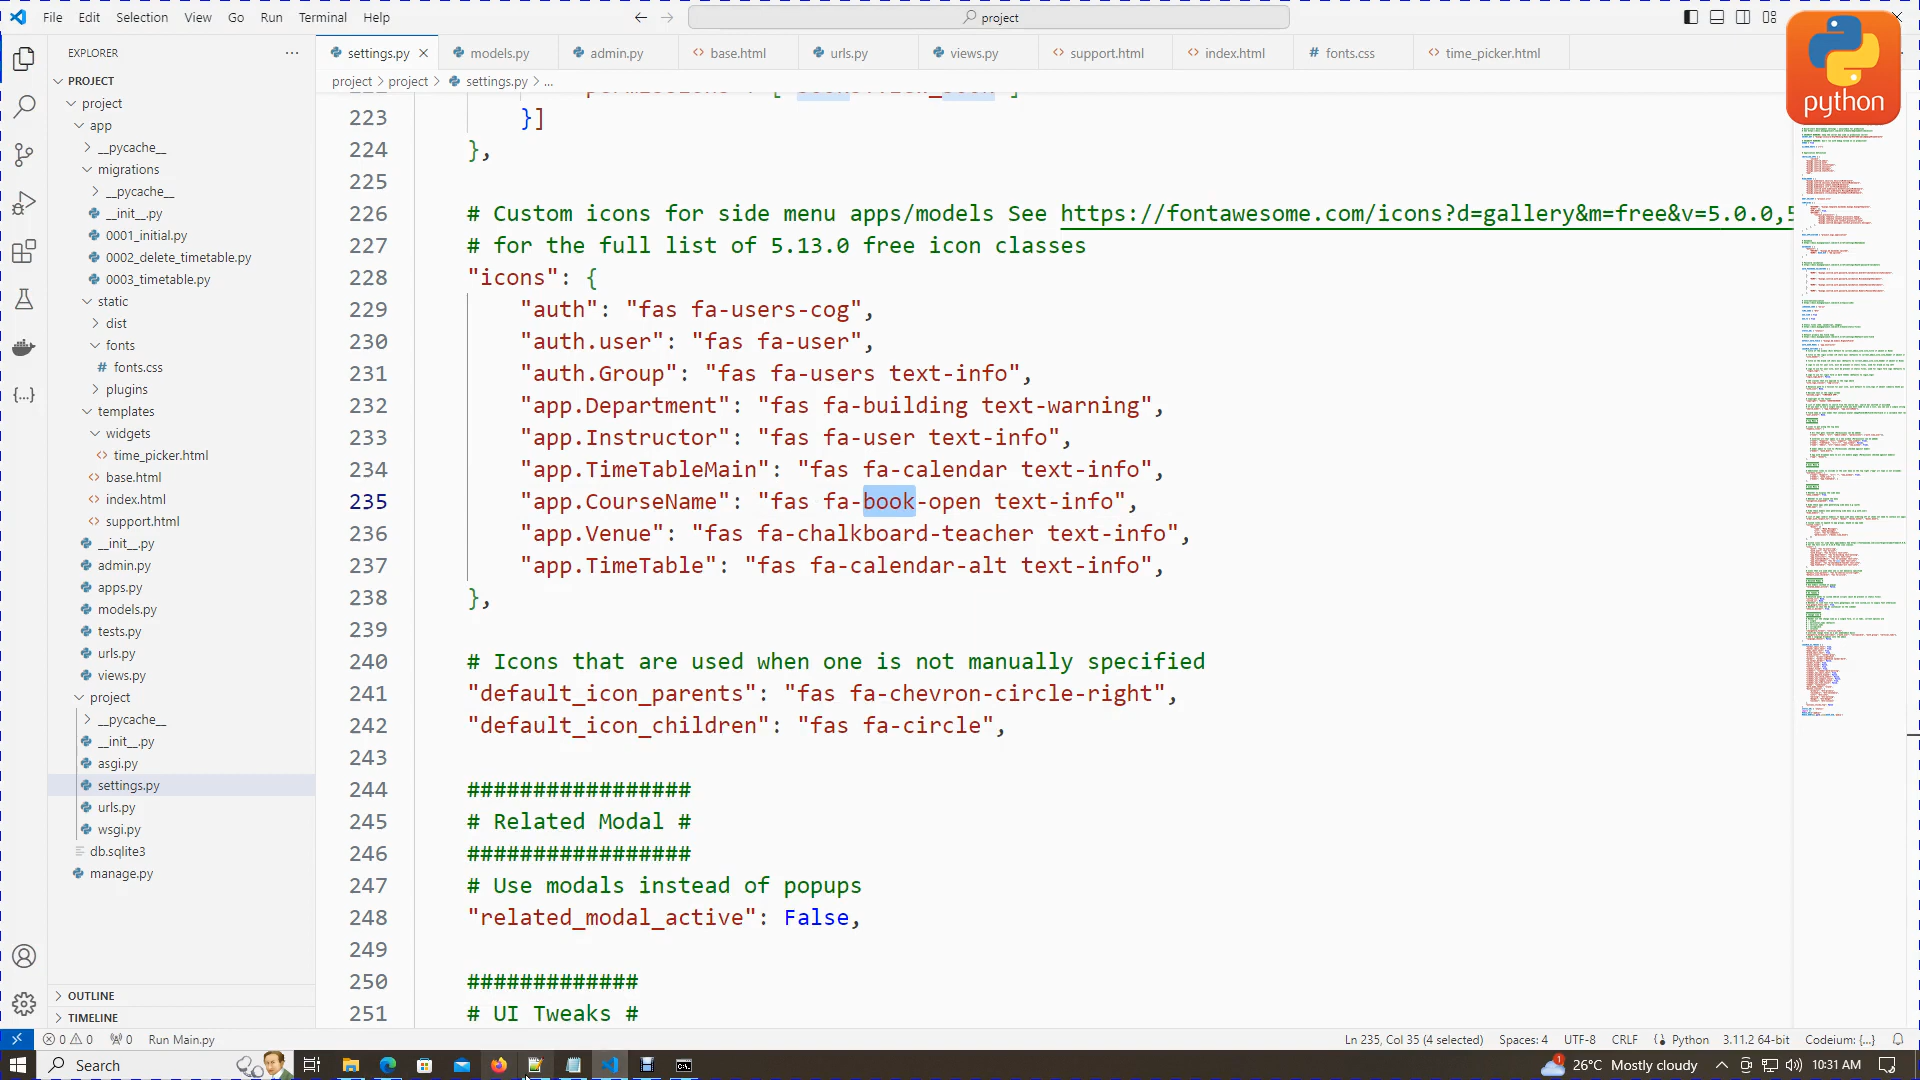 File Edit Selection View Go Run Terminal Help
project
python
EXPLORER
PROJECT
project
app
__pycache__
migrations
__pycache__
__init__.py
0001_initial.py
0002_delete_timetable.py
0003_timetable.py
static
dist
fonts
fonts.css
plugins
templates
widgets
time_picker.html
base.html
index.html
support.html
__init__.py
admin.py
apps.py
models.py
tests.py
urls.py
views.py
project
__pycache__
__init__.py
asgi.py
settings.py
urls.py
wsgi.py
db.sqlite3
manage.py
OUTLINE
TIMELINE
settings.py models.py admin.py base.html urls.py views.py support.html index.html fonts.css time_picker.html
project > project > settings.py > ...
223 }]
224 },
225
226 # Custom icons for side menu apps/models See https://fontawesome.com/icons?d=gallery&m=free&v=5.0.0,5
227 # for the full list of 5.13.0 free icon classes
228 "icons": {
229 "auth": "fas fa-users-cog",
230 "auth.user": "fas fa-user",
231 "auth.Group": "fas fa-users text-info",
232 "app.Department": "fas fa-building text-warning",
233 "app.Instructor": "fas fa-user text-info",
234 "app.TimeTableMain": "fas fa-calendar text-info",
235 "app.CourseName": "fas fa-book-open text-info",
236 "app.Venue": "fas fa-chalkboard-teacher text-info",
237 "app.TimeTable": "fas fa-calendar-alt text-info",
238 },
239
240 # Icons that are used when one is not manually specified
241 "default_icon_parents": "fas fa-chevron-circle-right",
242 "default_icon_children": "fas fa-circle",
243
244 #################
245 # Related Modal #
246 #################
247 # Use modals instead of popups
248 "related_modal_active": False,
249
250 #############
251 # UI Tweaks #
0 0 0 Run Main.py Ln 235, Col 35 (4 selected) Spaces: 4 UTF-8 CRLF Python 3.11.2 64-bit Codeium: {...}
Search 1 26°C Mostly cloudy 10:31 AM